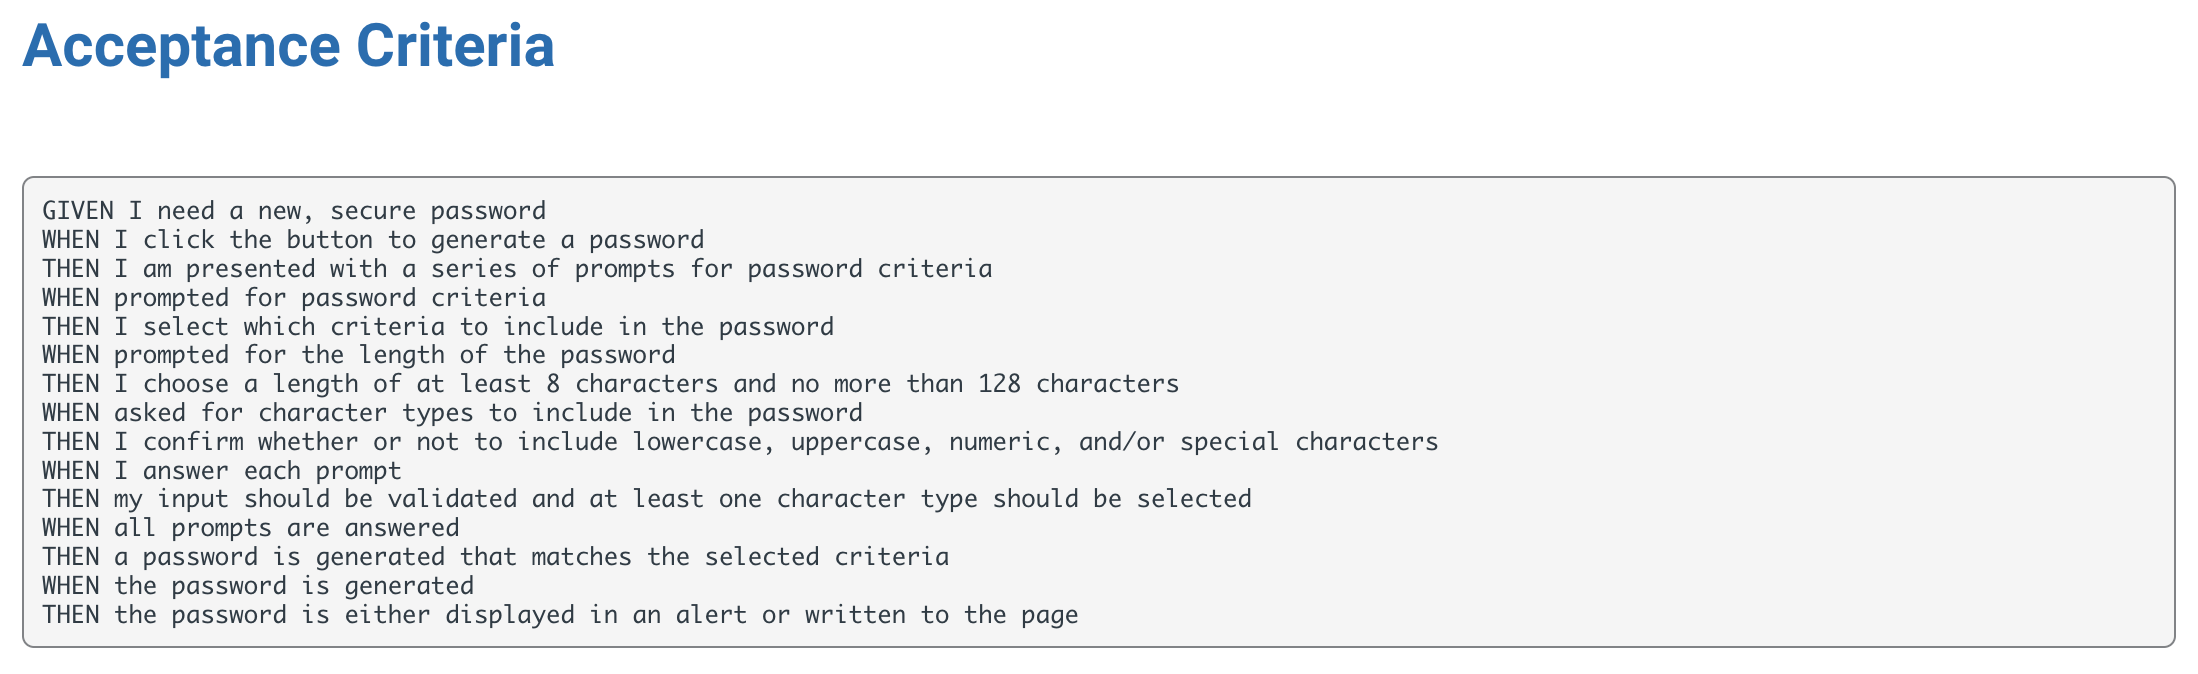 Acceptance Criteria
GIVEN I need a new, secure password
WHEN I click the button to generate a password
THEN I am presented with a series of prompts for password criteria
WHEN prompted for password criteria
THEN I select which criteria to include in the password
WHEN prompted for the length of the password
THEN I choose a length of at least 8 characters and no more than 128 characters
WHEN asked for character types to include in the password
THEN I confirm whether or not to include lowercase, uppercase, numeric, and/or special characters
WHEN I answer each prompt
THEN my input should be validated and at least one character type should be selected
WHEN all prompts are answered
THEN a password is generated that matches the selected criteria
WHEN the password is generated
THEN the password is either displayed in an alert or written to the page